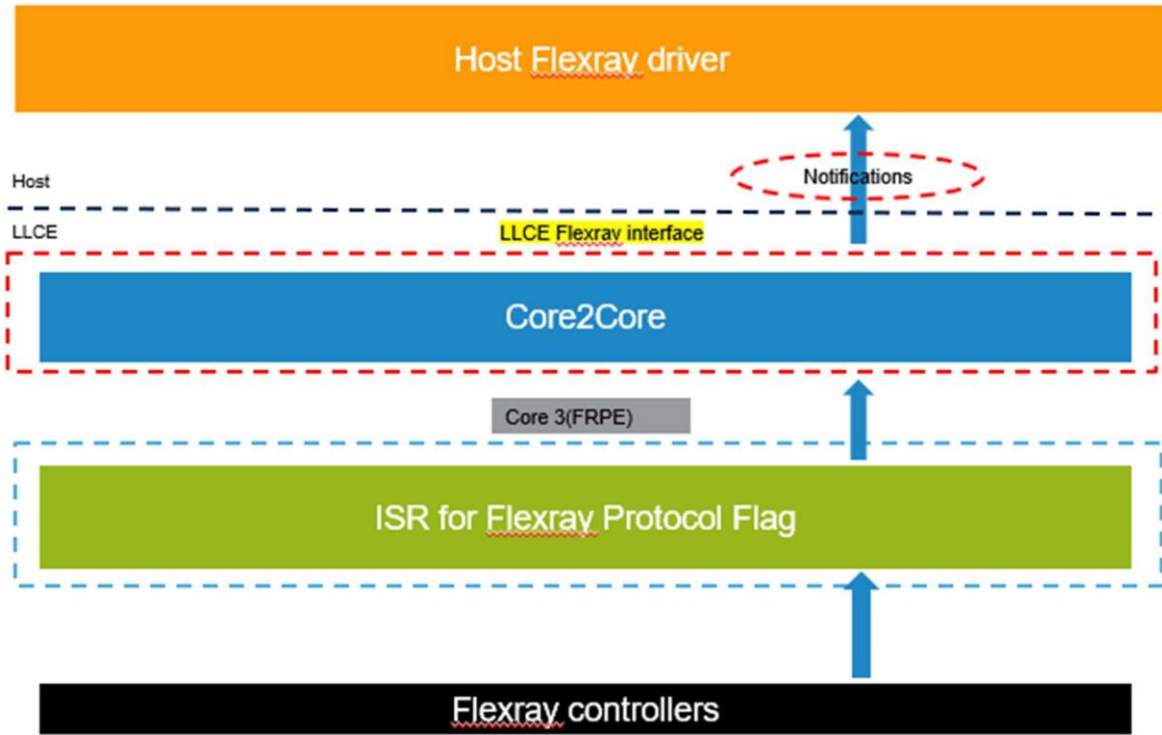 Host Flexray driver
Notifications
Host
LLCE
LLCE Flexray interface
Core2Core
Core 3(FRPE)
ISR for Flexray Protocol Flag
Flexray controllers